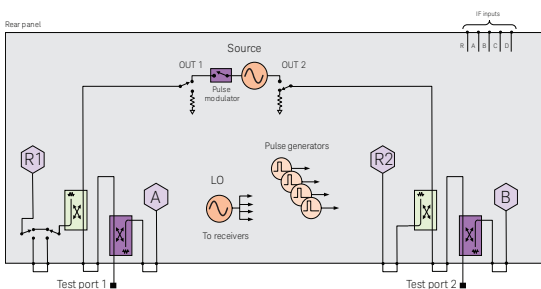 Rear panel
IF inputs
R A B C D
Source
OUT 1
OUT 2
Pulse
modulator
Pulse generators
R1
A
LO
To receivers
R2
B
Test port 1
Test port 2